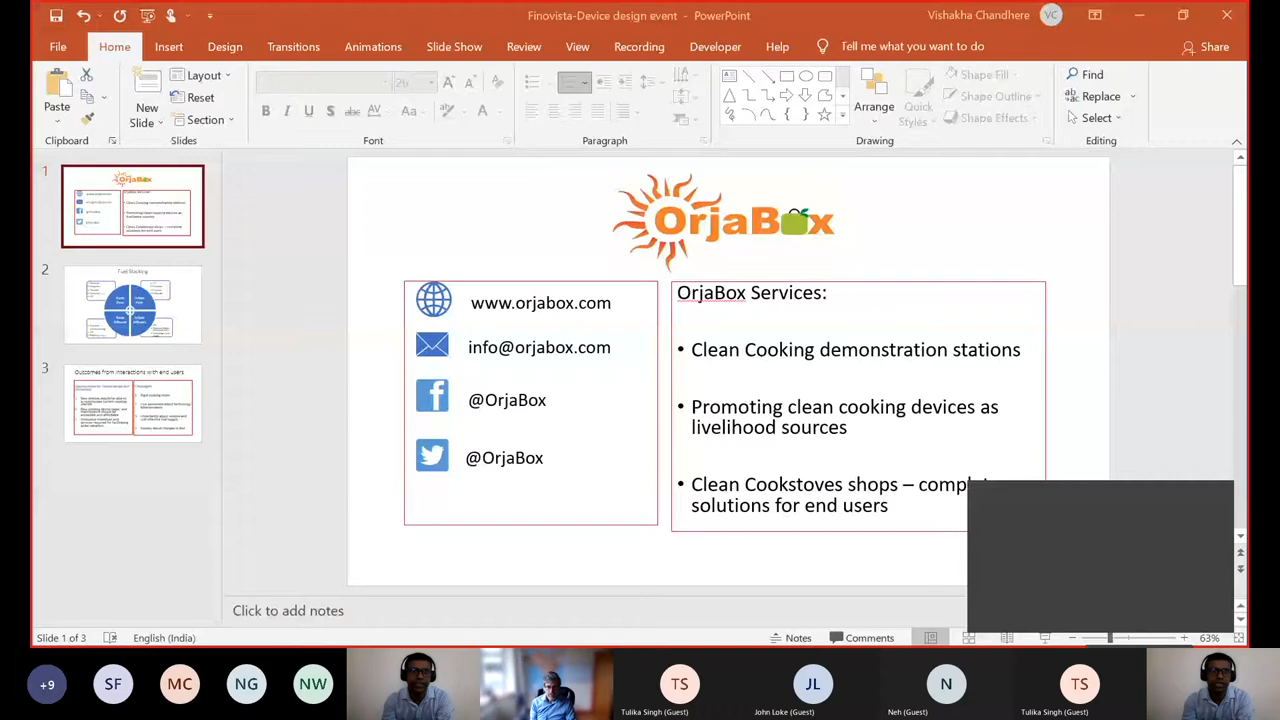 Finovista-Device design event - PowerPoint
Vishakha Chandhere
VC
File Home Insert Design Transitions Animations Slide Show Review View Recording Developer Help Tell me what you want to do Share
Paste
Clipboard
New Slide
Layout
Reset
Section
Slides
26
B I U S abc AV Aa A
Font
Paragraph
Arrange
Quick Styles
Shape Fill
Shape Outline
Shape Effects
Drawing
Find
Replace
Select
Editing
1
2
Fuel Stacking
3
Outcomes from interactions with end users
OrjaBox
www.orjabox.com
info@orjabox.com
@OrjaBox
@OrjaBox
OrjaBox Services:
• Clean Cooking demonstration stations
• Promoting clean cooking devices as
livelihood sources
• Clean Cookstoves shops –
solutions for end users
Click to add notes
Slide 1 of 3
English (India)
Notes
Comments
63%
+9
SF
MC
NG
NW
TS
Tulika Singh (Guest)
JL
John Loke (Guest)
N
Neh (Guest)
TS
Tulika Singh (Guest)